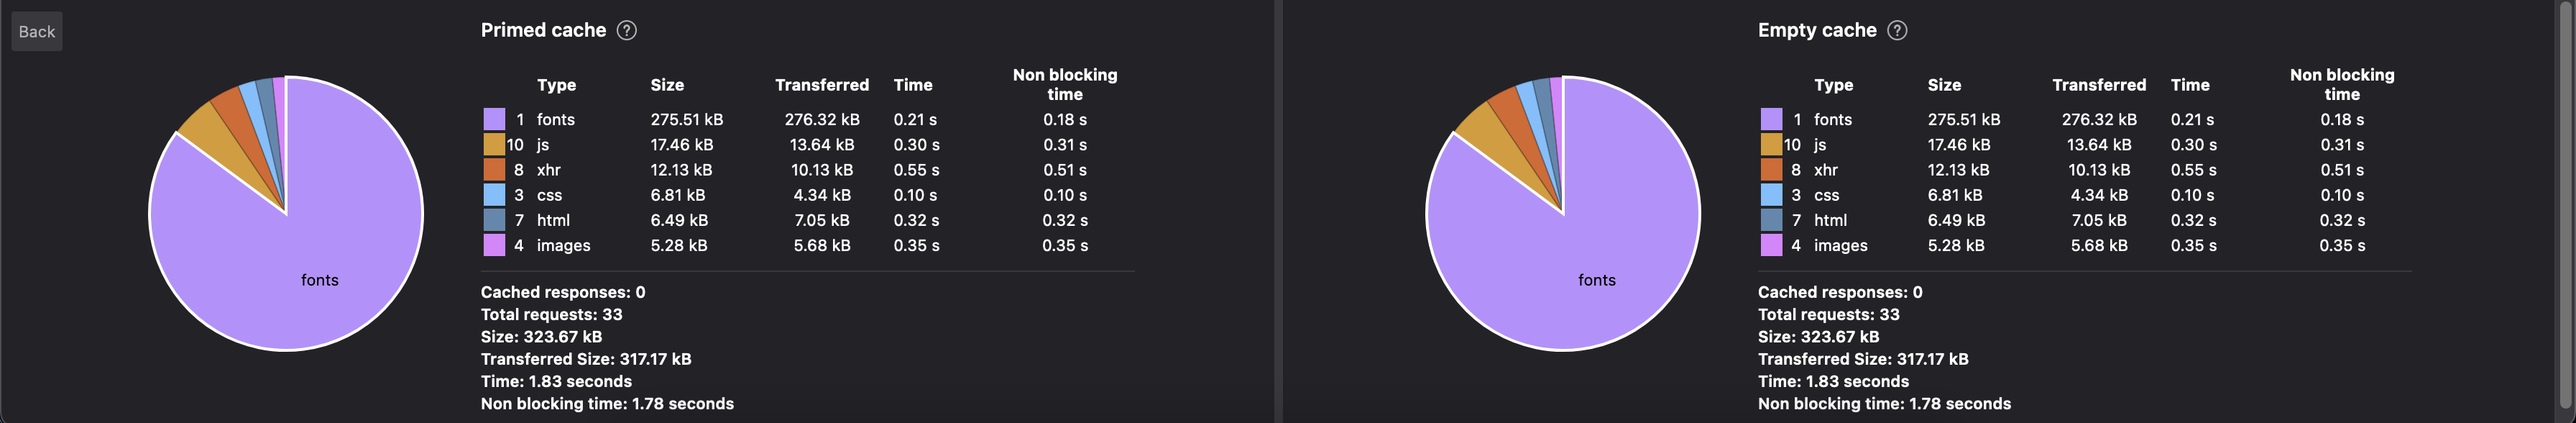 Back
Primed cache ?
Type Size Transferred Time Non blocking time
1 fonts 275.51 kB 276.32 kB 0.21 s 0.18 s
10 js 17.46 kB 13.64 kB 0.30 s 0.31 s
8 xhr 12.13 kB 10.13 kB 0.55 s 0.51 s
3 css 6.81 kB 4.34 kB 0.10 s 0.10 s
7 html 6.49 kB 7.05 kB 0.32 s 0.32 s
4 images 5.28 kB 5.68 kB 0.35 s 0.35 s
fonts
Cached responses: 0
Total requests: 33
Size: 323.67 kB
Transferred Size: 317.17 kB
Time: 1.83 seconds
Non blocking time: 1.78 seconds
Empty cache ?
Type Size Transferred Time Non blocking time
1 fonts 275.51 kB 276.32 kB 0.21 s 0.18 s
10 js 17.46 kB 13.64 kB 0.30 s 0.31 s
8 xhr 12.13 kB 10.13 kB 0.55 s 0.51 s
3 css 6.81 kB 4.34 kB 0.10 s 0.10 s
7 html 6.49 kB 7.05 kB 0.32 s 0.32 s
4 images 5.28 kB 5.68 kB 0.35 s 0.35 s
fonts
Cached responses: 0
Total requests: 33
Size: 323.67 kB
Transferred Size: 317.17 kB
Time: 1.83 seconds
Non blocking time: 1.78 seconds